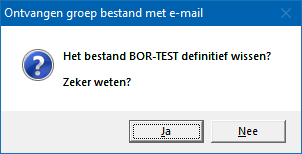 Ontvangen groep bestand met e-mail
Het bestand BOR-TEST definitief wissen?
Zeker weten?
Ja
Nee